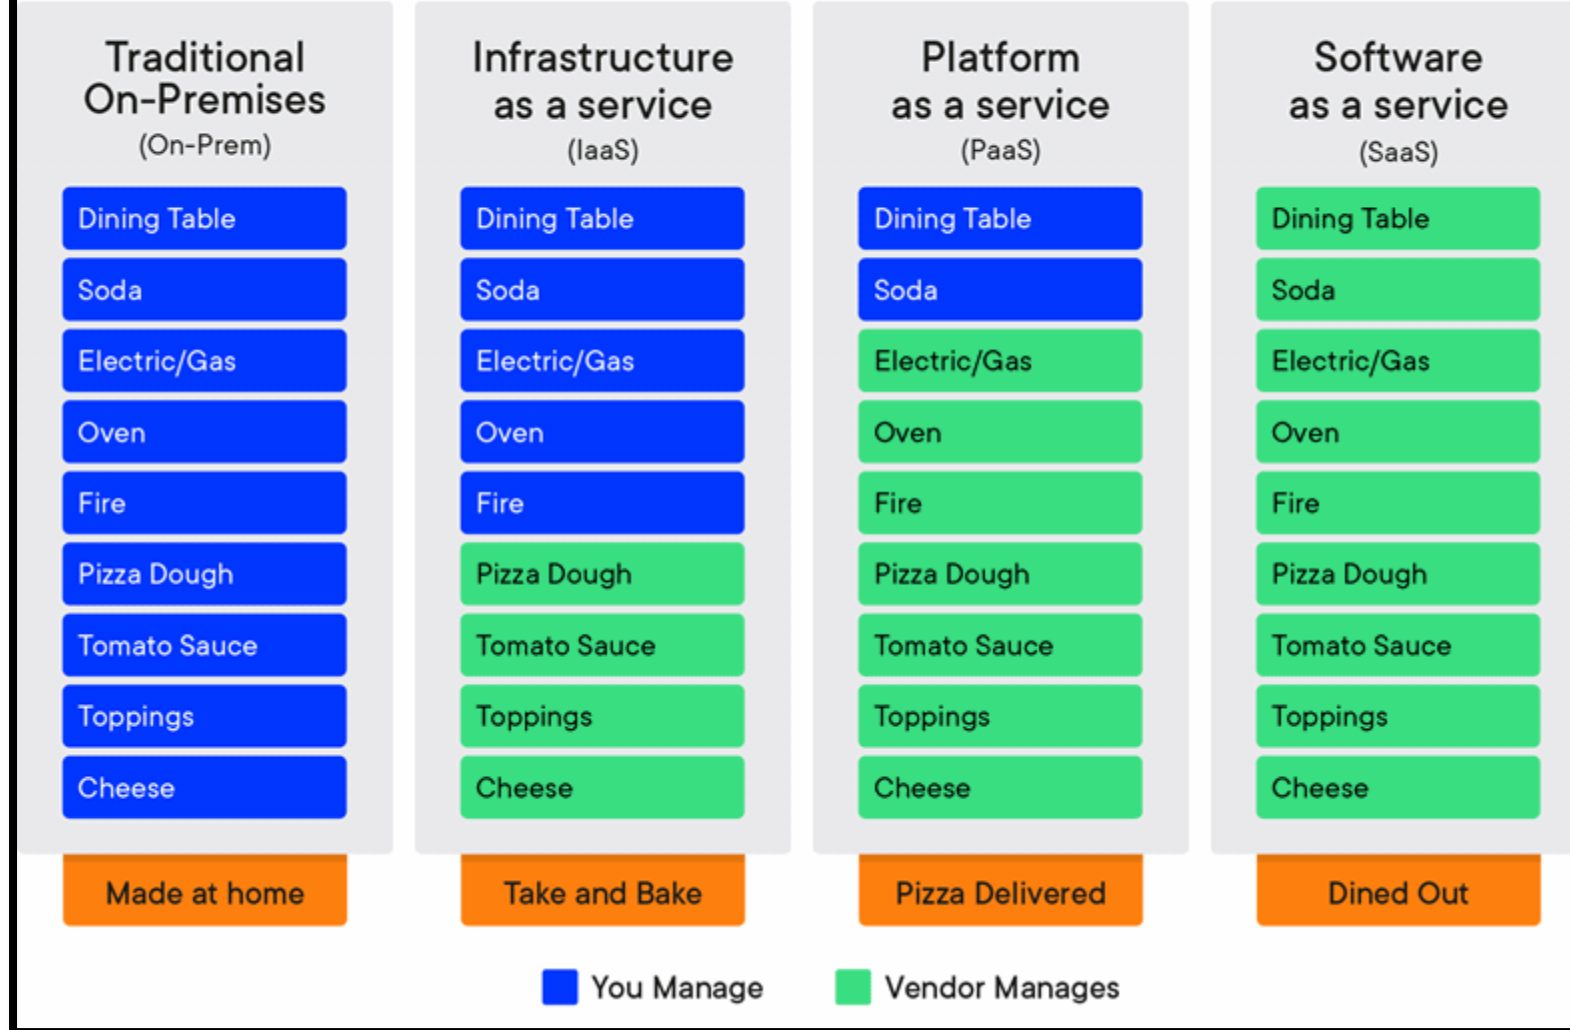 Traditional
On-Premises
(On-Prem)
Dining Table
Soda
Electric/Gas
Oven
Fire
Pizza Dough
Tomato Sauce
Toppings
Cheese
Made at home
Infrastructure
as a service
(IaaS)
Dining Table
Soda
Electric/Gas
Oven
Fire
Pizza Dough
Tomato Sauce
Toppings
Cheese
Take and Bake
Platform
as a service
(PaaS)
Dining Table
Soda
Electric/Gas
Oven
Fire
Pizza Dough
Tomato Sauce
Toppings
Cheese
Pizza Delivered
Software
as a service
(SaaS)
Dining Table
Soda
Electric/Gas
Oven
Fire
Pizza Dough
Tomato Sauce
Toppings
Cheese
Dined Out
You Manage
Vendor Manages